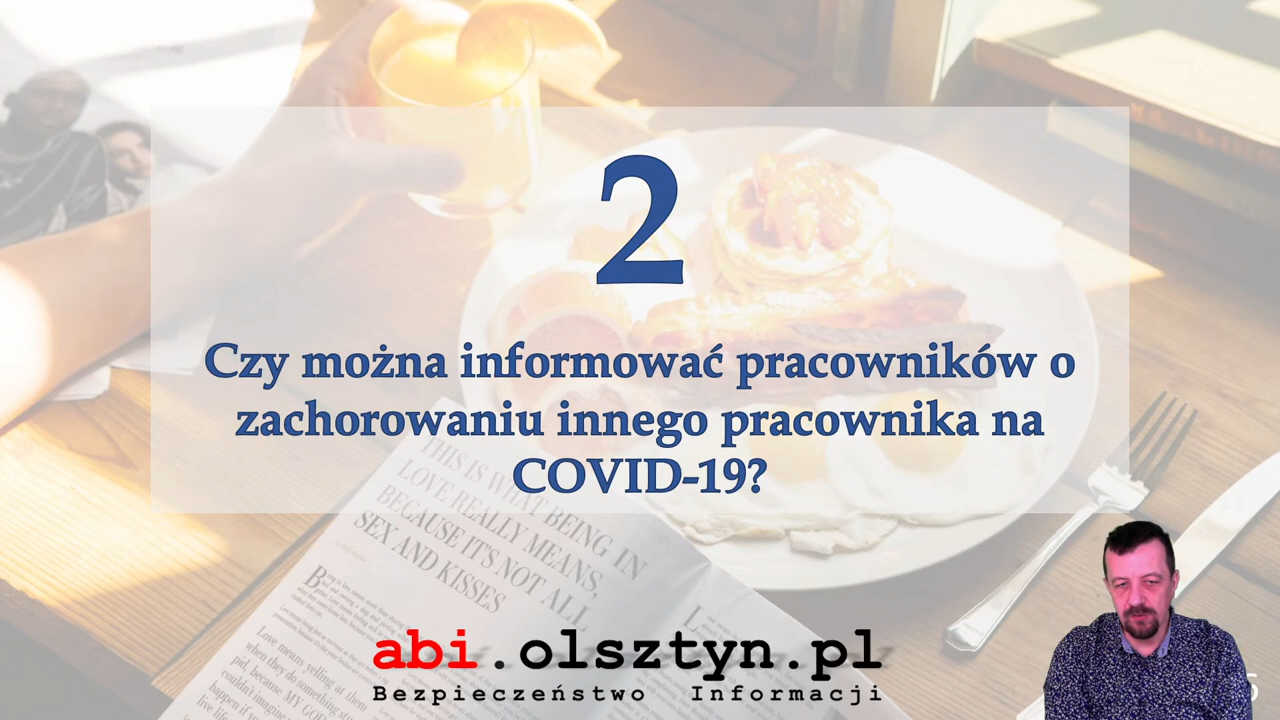 2
Czy można informować pracowników o
zachorowaniu innego pracownika na
COVID-19?
THIS IS WHAT BEING IN
LOVE REALLY MEANS,
BECAUSE IT'S NOT ALL
SEX AND KISSES
abi.olsztyn.pl
Bezpieczeństwo Informacji